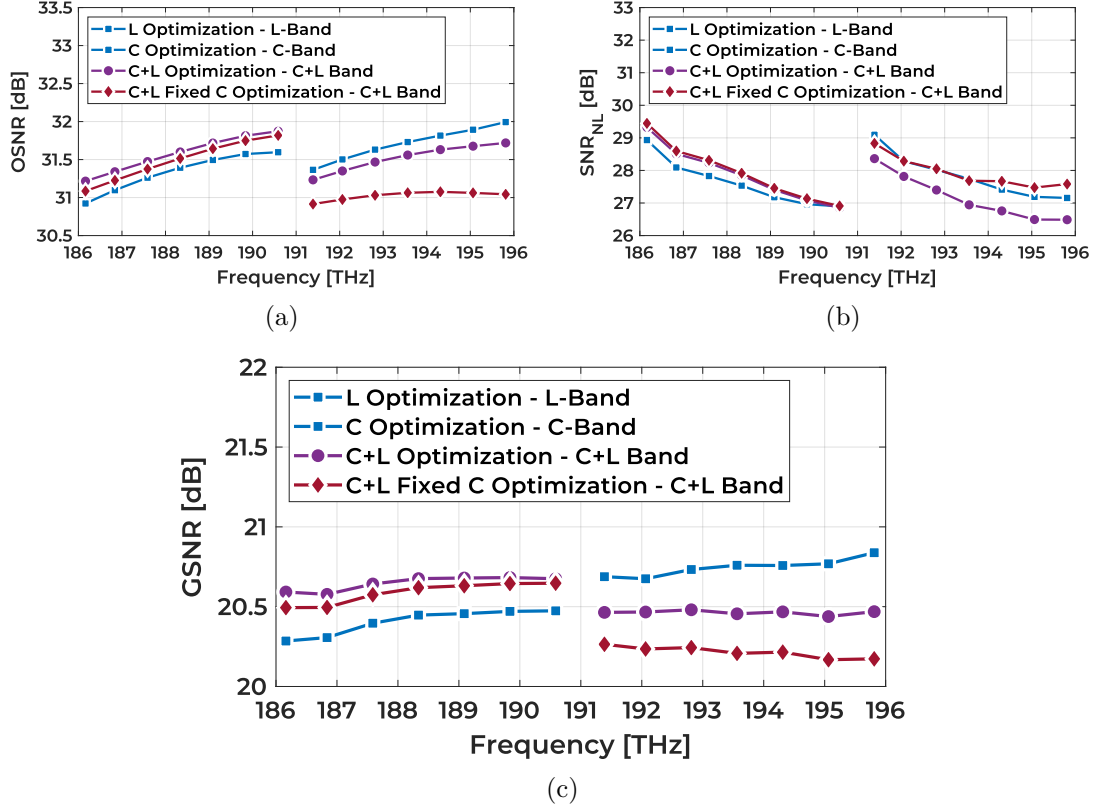 33.5
33
32.5
32
31.5
31
30.5
OSNR [dB]
L Optimization - L-Band
C Optimization - C-Band
C+L Optimization - C+L Band
C+L Fixed C Optimization - C+L Band
186 187 188 189 190 191 192 193 194 195 196
Frequency [THz]
(a)
33
32
31
30
29
28
27
26
SNR_NL [dB]
L Optimization - L-Band
C Optimization - C-Band
C+L Optimization - C+L Band
C+L Fixed C Optimization - C+L Band
186 187 188 189 190 191 192 193 194 195 196
Frequency [THz]
(b)
22
21.5
21
20.5
20
GSNR [dB]
L Optimization - L-Band
C Optimization - C-Band
C+L Optimization - C+L Band
C+L Fixed C Optimization - C+L Band
186 187 188 189 190 191 192 193 194 195 196
Frequency [THz]
(c)